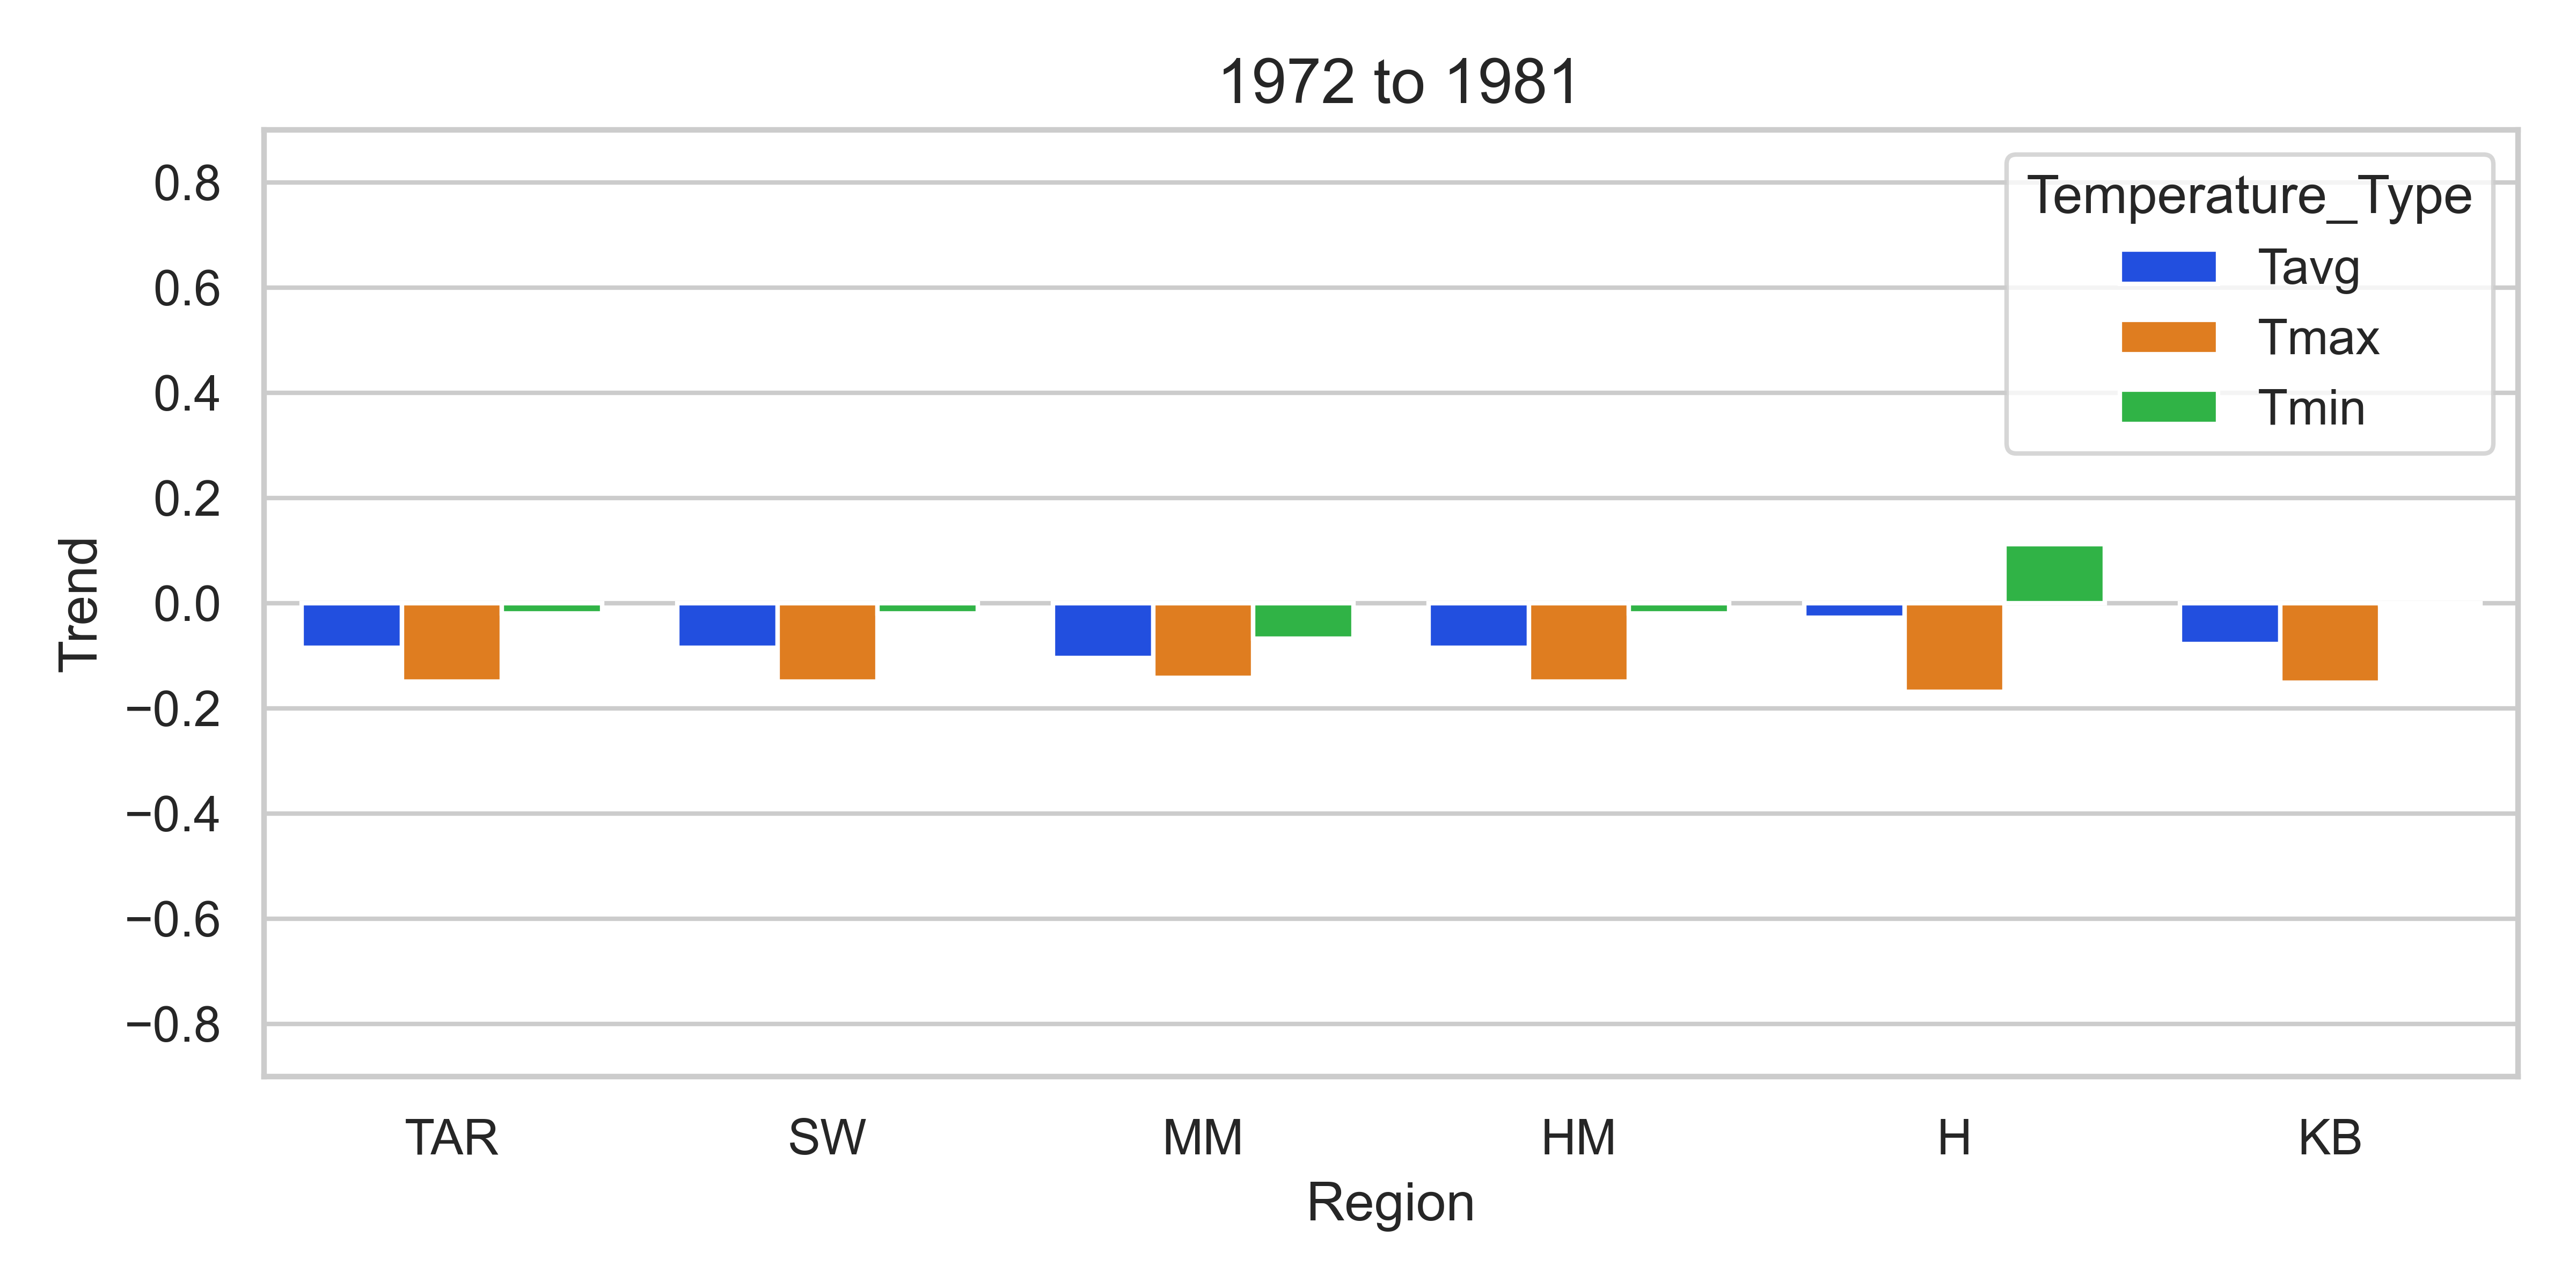 1972 to 1981
Temperature_Type
Tavg
Tmax
Tmin
Trend
0.8
0.6
0.4
0.2
0.0
−0.2
−0.4
−0.6
−0.8
TAR
SW
MM
HM
H
KB
Region